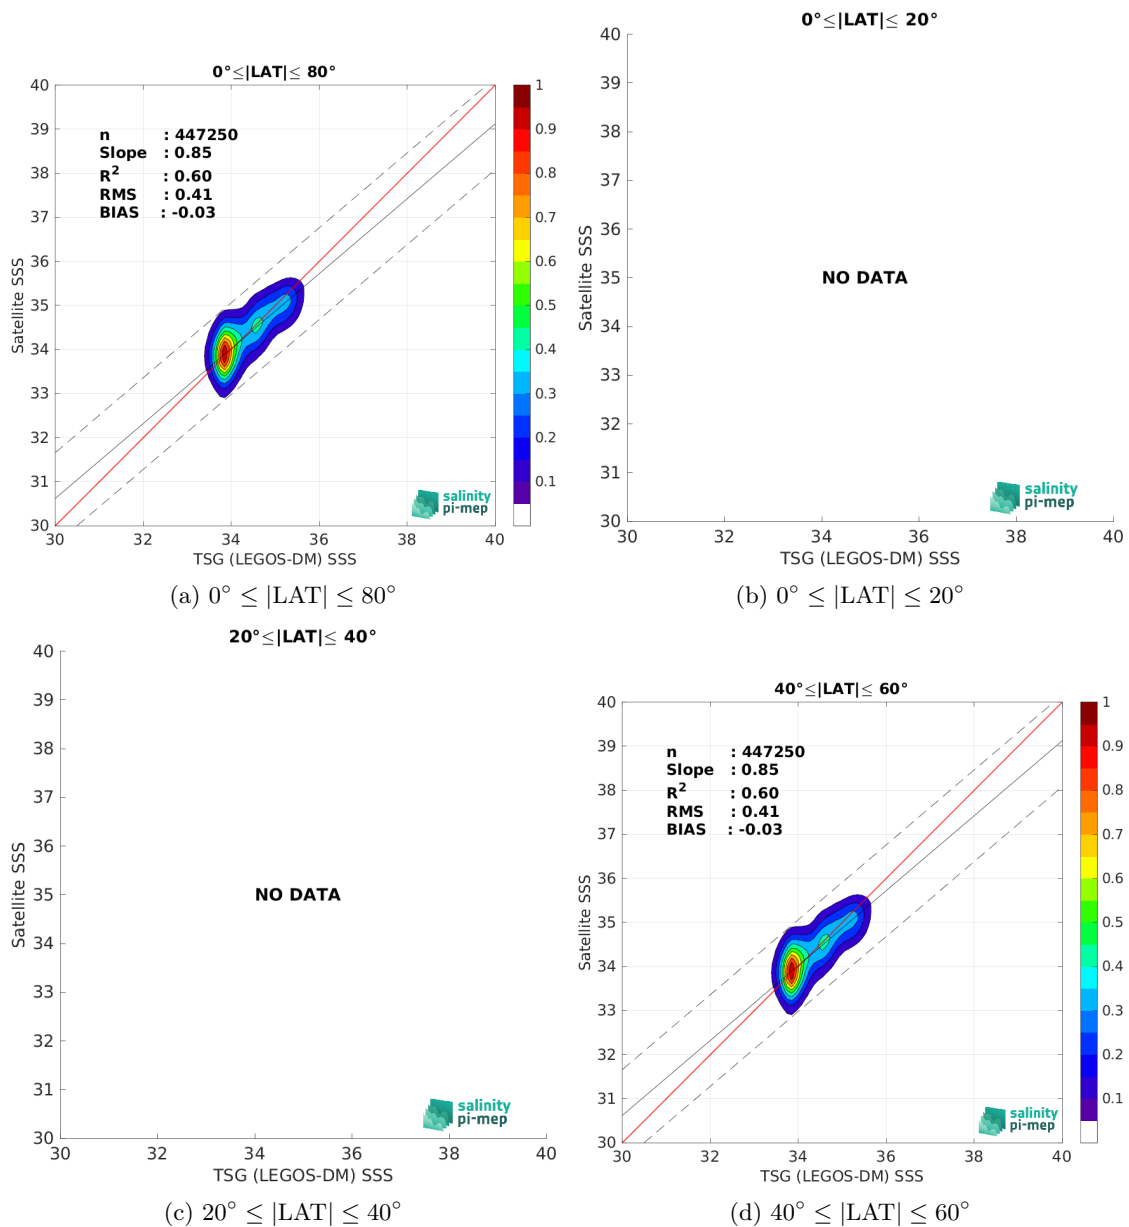 0°≤|LAT|≤ 80°
40
39
38
37
36
35
34
33
32
31
30
Satellite SSS
n : 447250
Slope : 0.85
R² : 0.60
RMS : 0.41
BIAS : -0.03
salinity
pi-mep
30 32 34 36 38 40
TSG (LEGOS-DM) SSS
1
0.9
0.8
0.7
0.6
0.5
0.4
0.3
0.2
0.1
(a) 0° ≤ |LAT| ≤ 80°
0°≤|LAT|≤ 20°
40
39
38
37
36
35
34
33
32
31
30
Satellite SSS
NO DATA
salinity
pi-mep
30 32 34 36 38 40
TSG (LEGOS-DM) SSS
(b) 0° ≤ |LAT| ≤ 20°
20°≤|LAT|≤ 40°
40
39
38
37
36
35
34
33
32
31
30
Satellite SSS
NO DATA
salinity
pi-mep
30 32 34 36 38 40
TSG (LEGOS-DM) SSS
(c) 20° ≤ |LAT| ≤ 40°
40°≤|LAT|≤ 60°
40
39
38
37
36
35
34
33
32
31
30
Satellite SSS
n : 447250
Slope : 0.85
R² : 0.60
RMS : 0.41
BIAS : -0.03
salinity
pi-mep
30 32 34 36 38 40
TSG (LEGOS-DM) SSS
1
0.9
0.8
0.7
0.6
0.5
0.4
0.3
0.2
0.1
(d) 40° ≤ |LAT| ≤ 60°